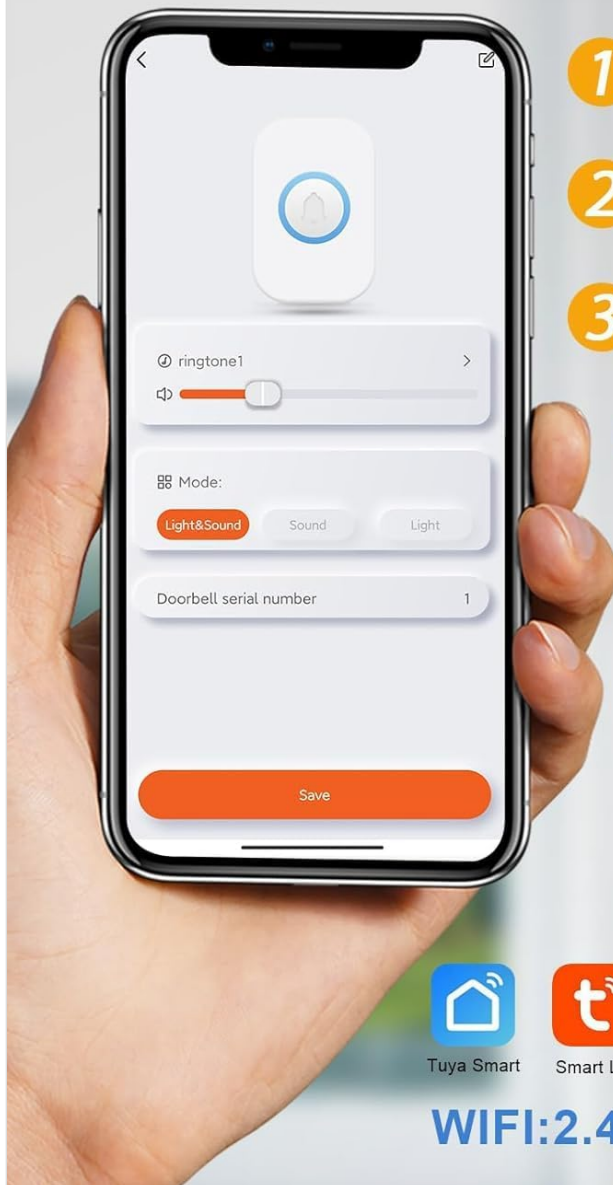 1
2
3
ringtone1
Mode:
Light&Sound
Sound
Light
Doorbell serial number 1
Save
Tuya Smart
Smart L
WIFI:2.4